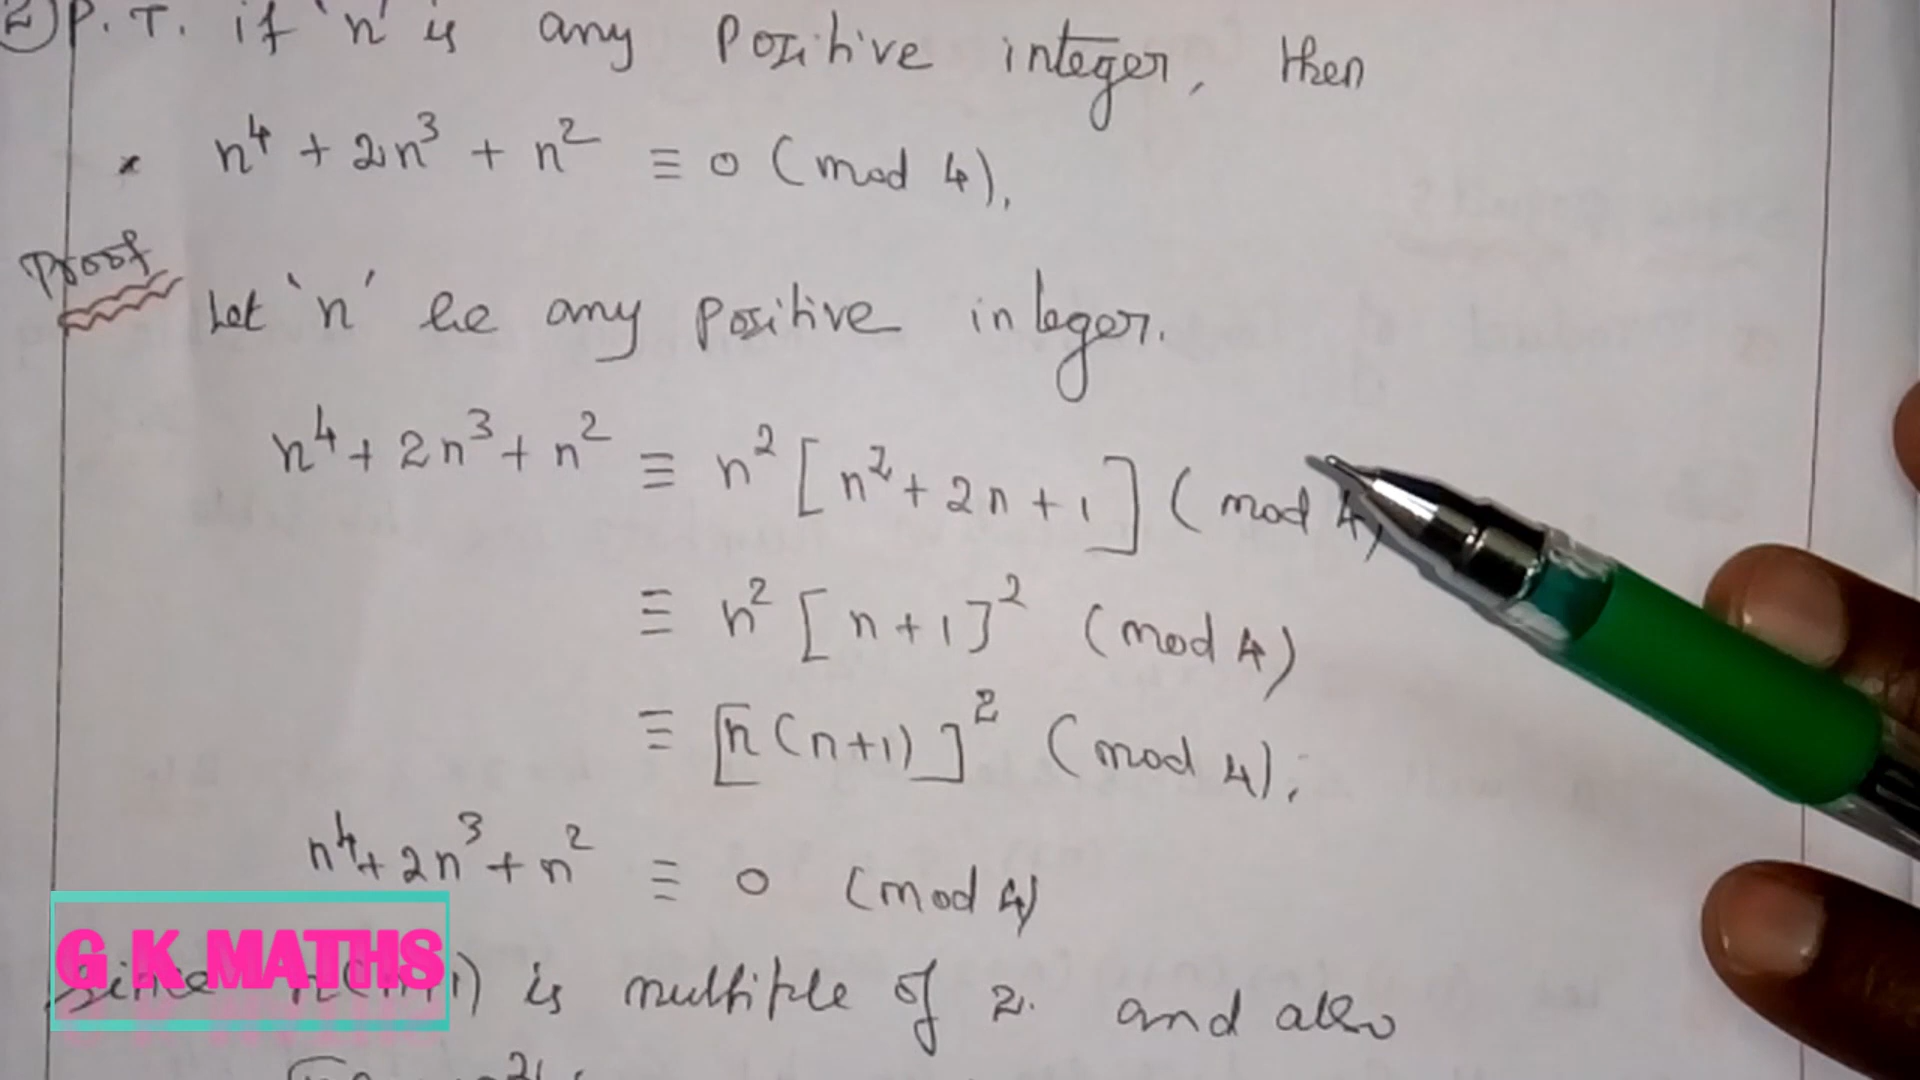 2) P.T. if 'n' is any positive integer, then
n⁴ + 2n³ + n² ≡ 0 (mod 4).
Proof
Let 'n' be any positive integer.
n⁴ + 2n³ + n² ≡ n² [n² + 2n + 1] (mod 4)
≡ n² [n + 1]² (mod 4)
≡ [n(n+1)]² (mod 4).
n⁴ + 2n³ + n² ≡ 0 (mod 4)
G K MATHS
Since n(n+1) is multiple of 2. and also